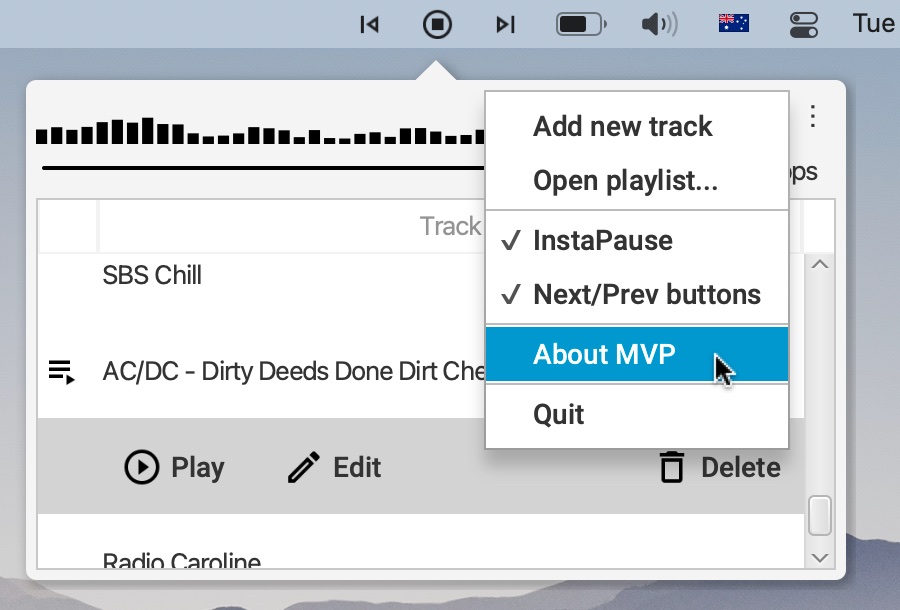 Tue
Add new track
Open playlist...
ps
Track
InstaPause
SBS Chill
Next/Prev buttons
About MVP
AC/DC - Dirty Deeds Done Dirt Che
Quit
Play Edit Delete
Radio Caroline